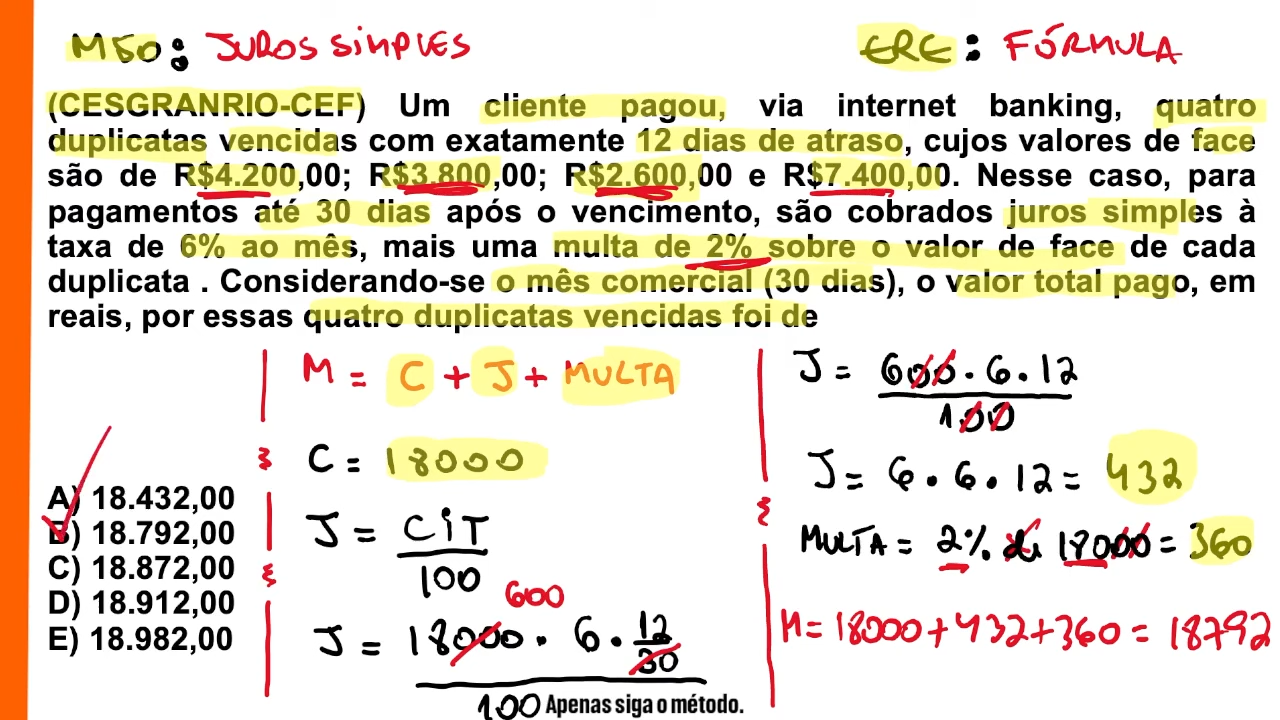 M50: JUROS SIMPLES
ERE: FÓRMULA
(CESGRANRIO-CEF) Um cliente pagou, via internet banking, quatro
duplicatas vencidas com exatamente 12 dias de atraso, cujos valores de face
são de R$4.200,00; R$3.800,00; R$2.600,00 e R$7.400,00. Nesse caso, para
pagamentos até 30 dias após o vencimento, são cobrados juros simples à
taxa de 6% ao mês, mais uma multa de 2% sobre o valor de face de cada
duplicata . Considerando-se o mês comercial (30 dias), o valor total pago, em
reais, por essas quatro duplicatas vencidas foi de
A) 18.432,00
B) 18.792,00
C) 18.872,00
D) 18.912,00
E) 18.982,00
M = C + J + MULTA
C = 18000
J = CiT
100
600
J = 18000 . 6 . 12
30
100
J = 600 . 6 . 12
100
J = 6 . 6 . 12 = 432
MULTA = 2% de 18000 = 360
M = 18000 + 432 + 360 = 18792
Apenas siga o método.